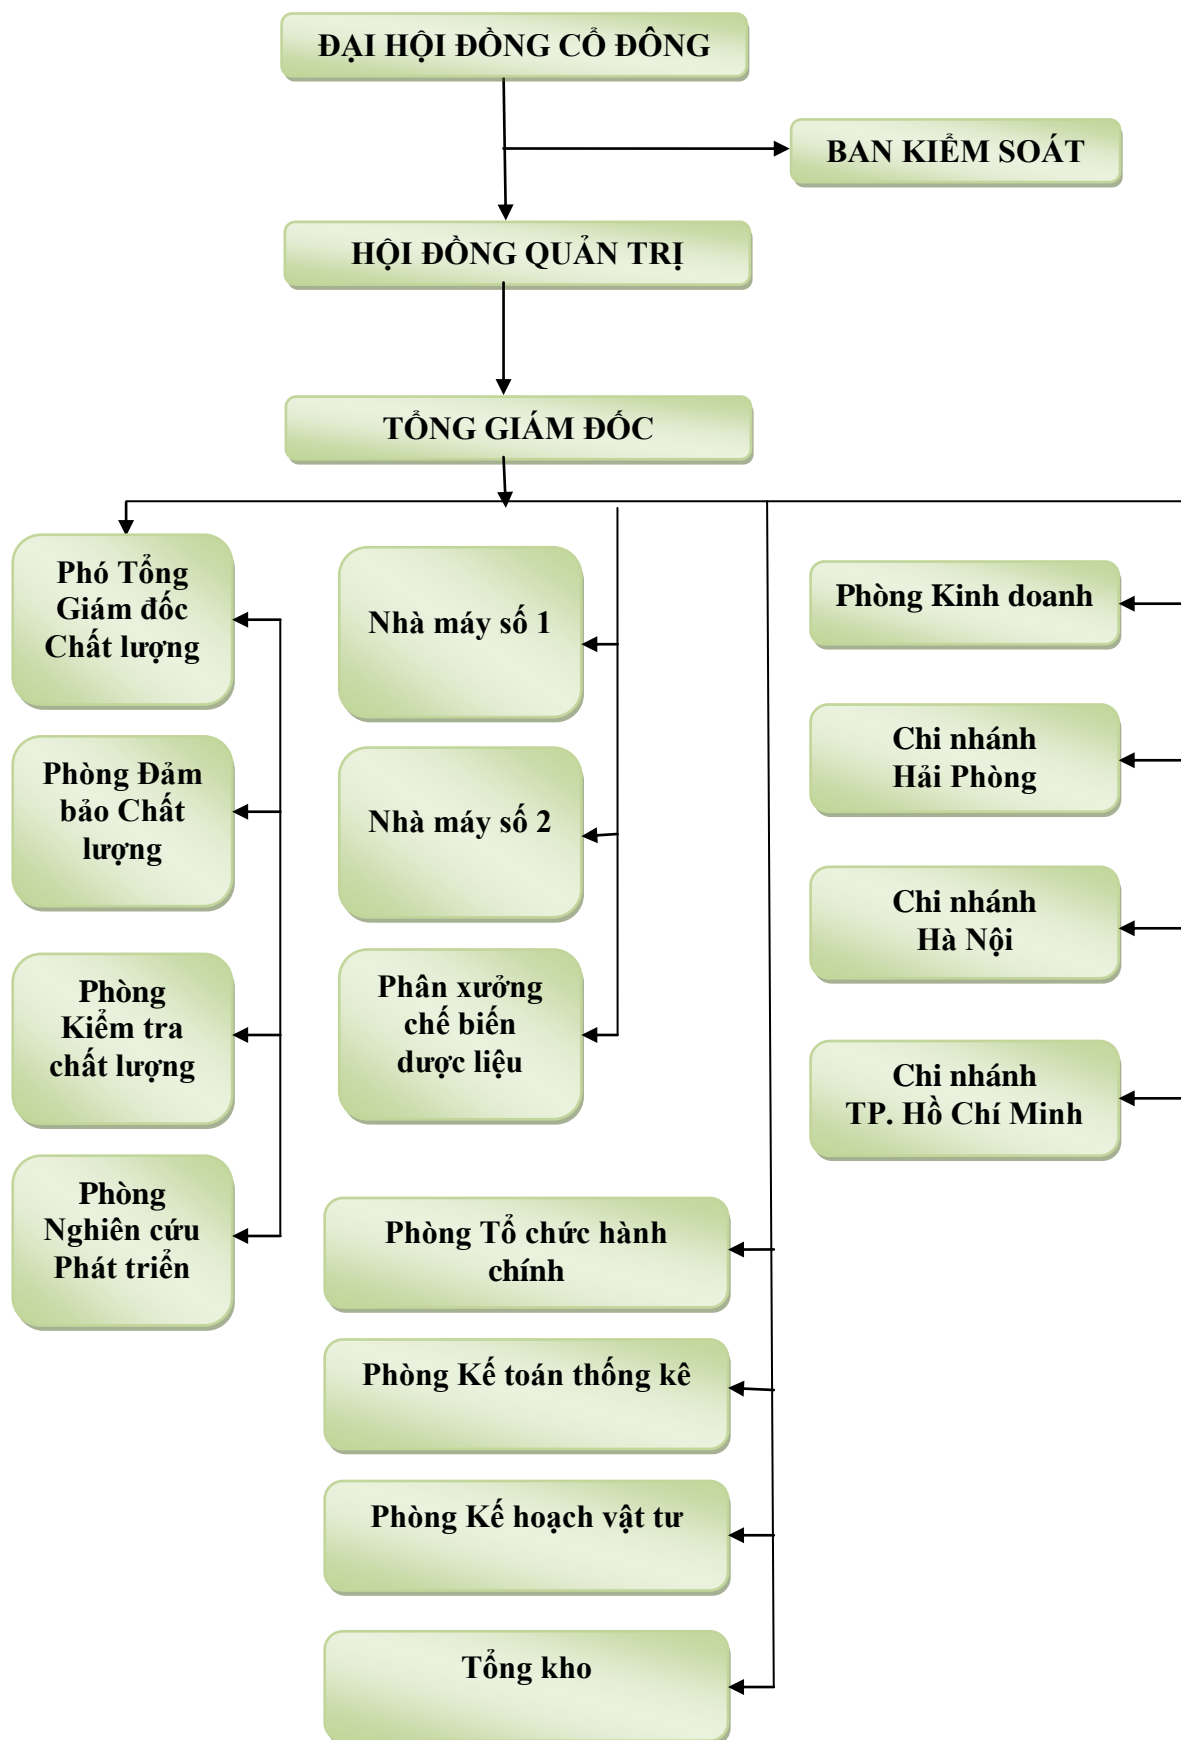 ĐẠI HỘI ĐỒNG CỔ ĐÔNG
BAN KIỂM SOÁT
HỘI ĐỒNG QUẢN TRỊ
TỔNG GIÁM ĐỐC
Phó Tổng
Giám đốc
Chất lượng
Phòng Đảm
bảo Chất
lượng
Phòng
Kiểm tra
chất lượng
Phòng
Nghiên cứu
Phát triển
Nhà máy số 1
Nhà máy số 2
Phân xưởng
chế biến
dược liệu
Phòng Tổ chức hành
chính
Phòng Kế toán thống kê
Phòng Kế hoạch vật tư
Tổng kho
Phòng Kinh doanh
Chi nhánh
Hải Phòng
Chi nhánh
Hà Nội
Chi nhánh
TP. Hồ Chí Minh